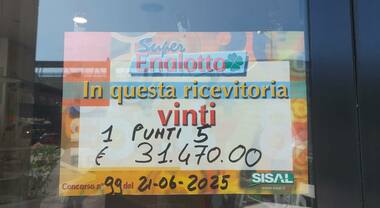 Super
Enalotto
In questa ricevitoria
vinti
1 PUNTI 5
€ 31.470.00
SISAL
Concorso n° 99 del 21-06-2025